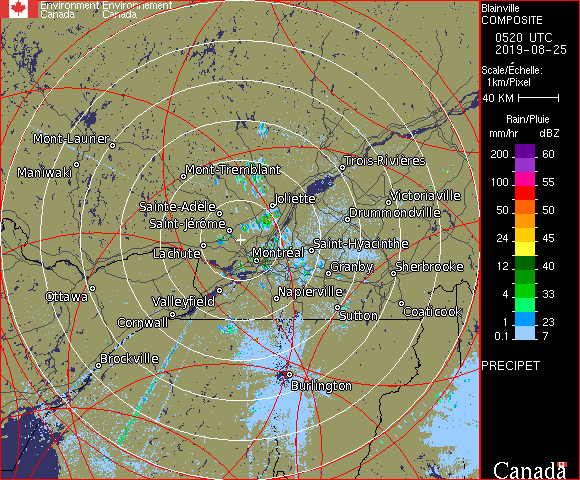 Environment Environnement
Canada Canada
Blainville
COMPOSITE
0520 UTC
2019-08-25
Scale/Échelle:
1km/Pixel
40 KM
Rain/Pluie
mm/hr dBZ
200 60
100 55
50 50
24 45
12 40
4 33
1 23
0.1 7
PRECIPET
Mont-Laurier
Maniwaki
Mont-Tremblant
Trois-Rivières
Joliette
Victoriaville
Sainte-Adèle
Drummondville
Saint-Jérôme
Saint-Hyacinthe
Lachute
Montréal
Granby
Sherbrooke
Ottawa
Valleyfield
Napierville
Cornwall
Sutton
Coaticook
Brockville
Burlington
Canada